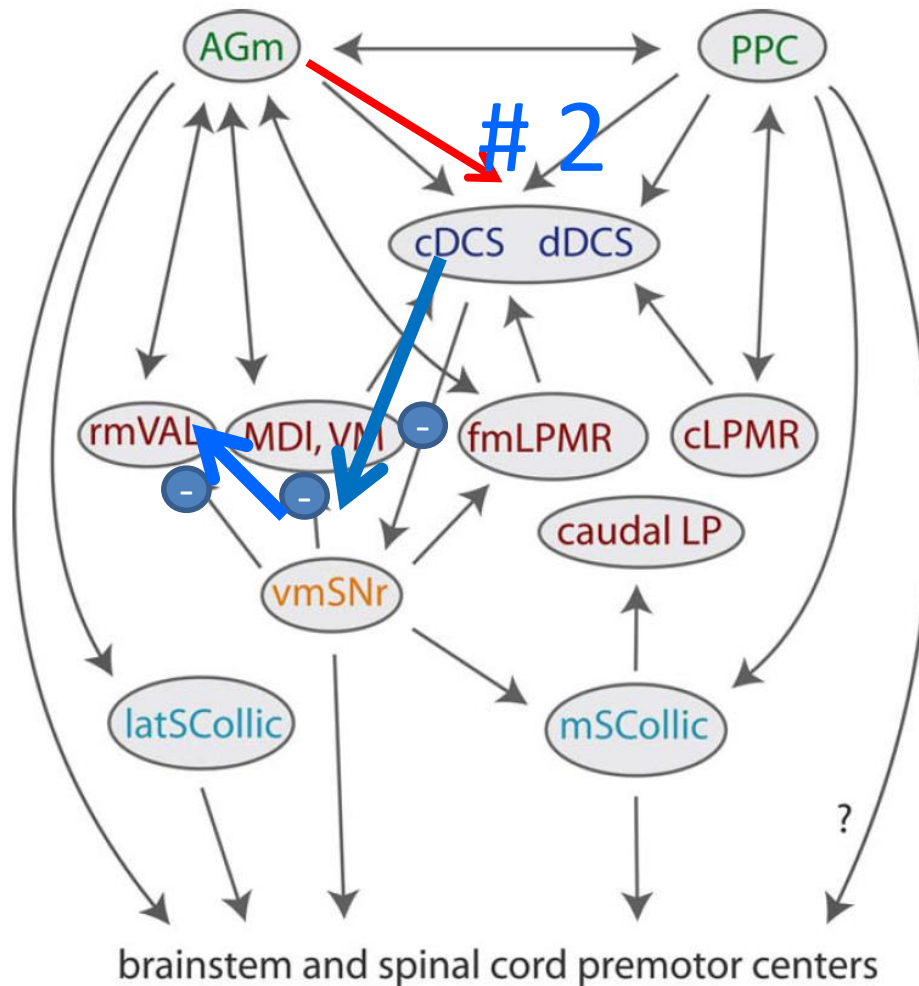 AGm
PPC
# 2
cDCS dDCS
rmVAL
MDl, VM
-
fmLPMR
cLPMR
-
-
caudal LP
vmSNr
latSCollic
mSCollic
?
brainstem and spinal cord premotor centers